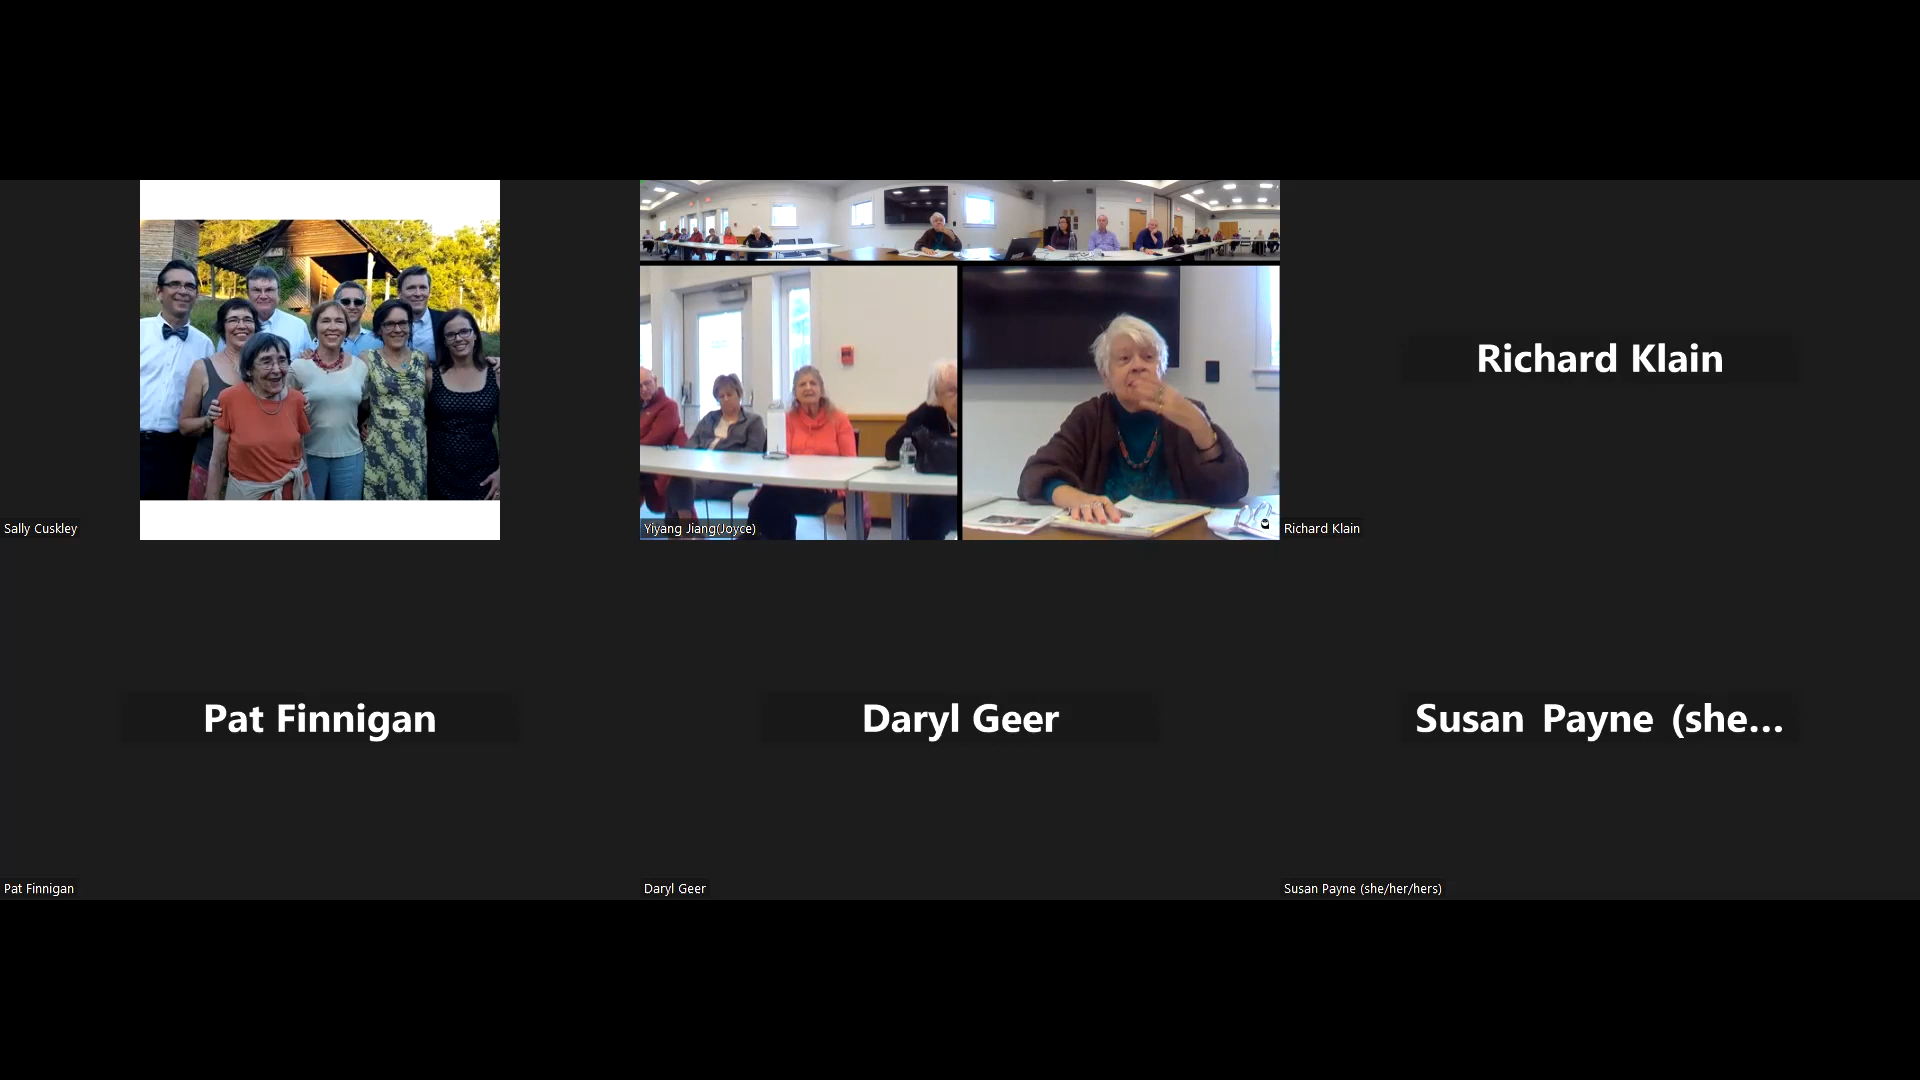 Sally Cuskley
Yiyang Jiang(Joyce)
Richard Klain
Richard Klain
Pat Finnigan
Daryl Geer
Susan Payne (she...
Pat Finnigan
Daryl Geer
Susan Payne (she/her/hers)